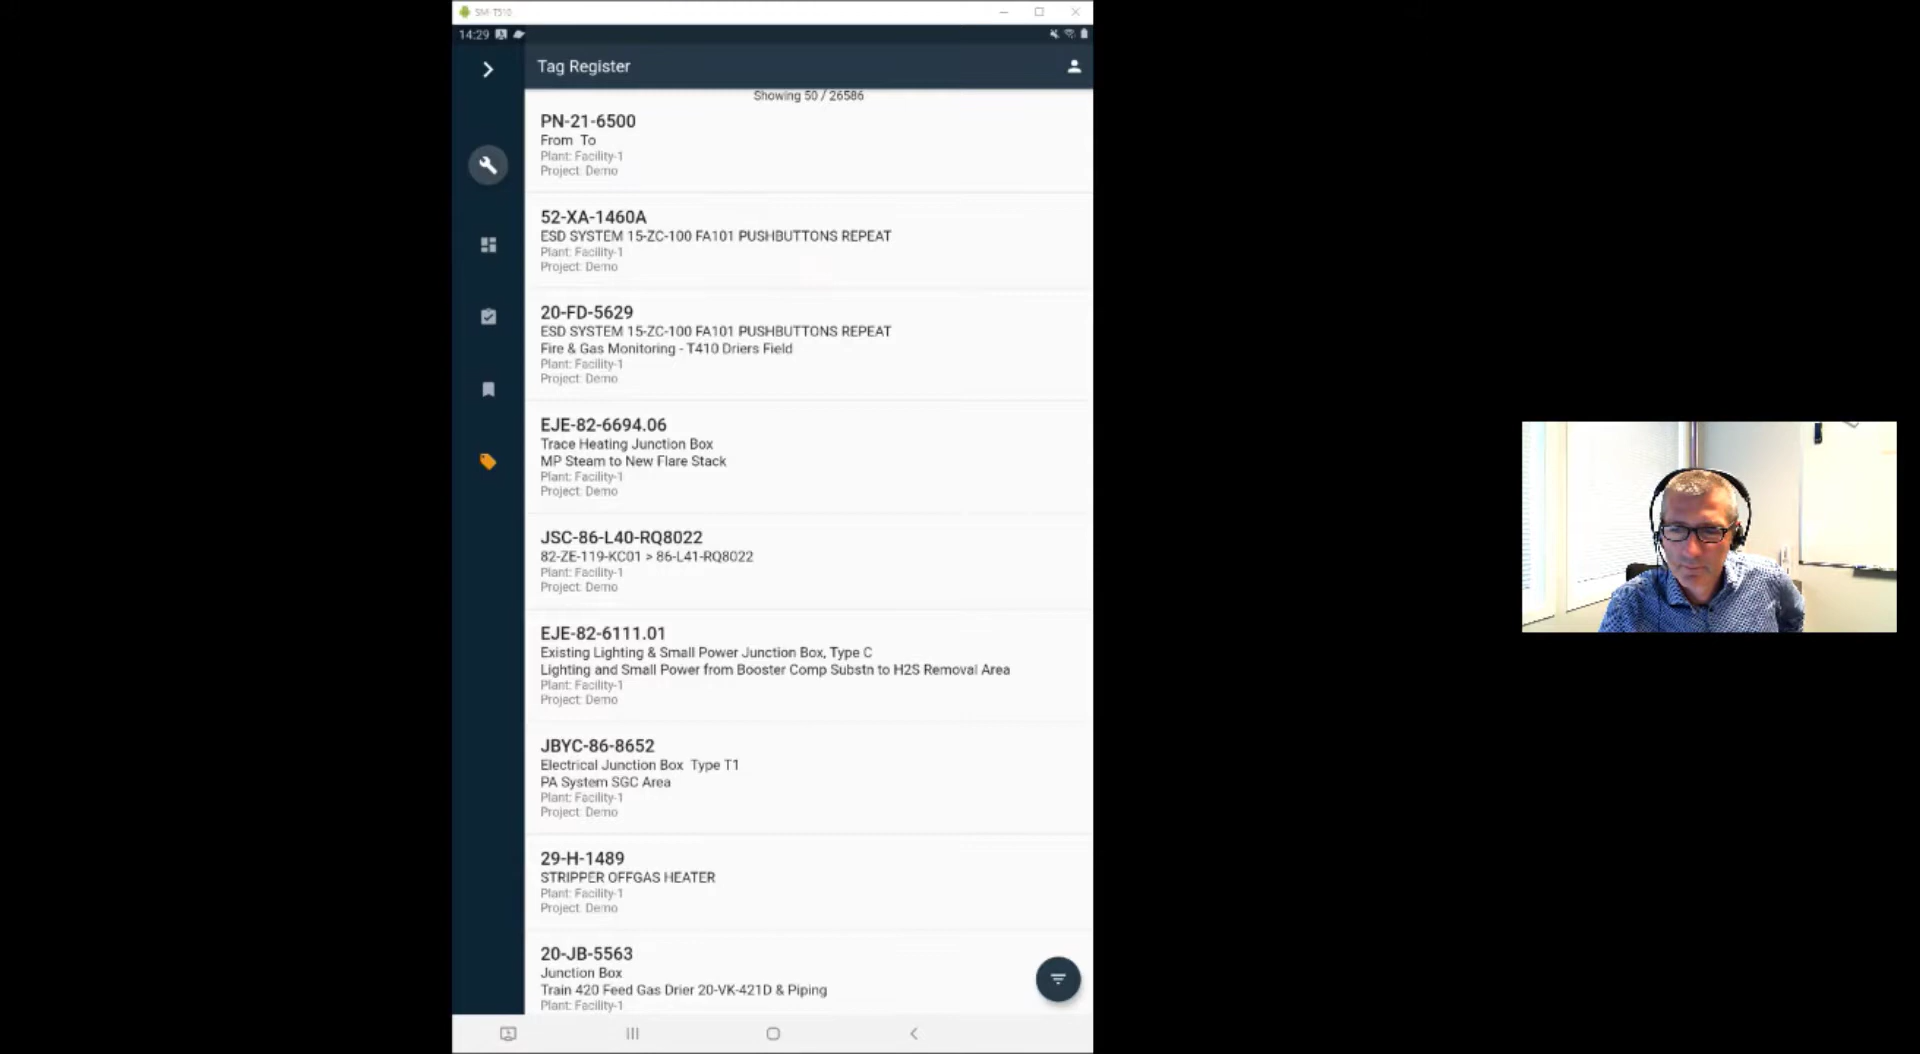 SM-T510
14:29
Tag Register
Showing 50 / 26586
PN-21-6500
From  To
Plant: Facility-1
Project: Demo
52-XA-1460A
ESD SYSTEM 15-ZC-100 FA101 PUSHBUTTONS REPEAT
Plant: Facility-1
Project: Demo
20-FD-5629
ESD SYSTEM 15-ZC-100 FA101 PUSHBUTTONS REPEAT
Fire & Gas Monitoring - T410 Driers Field
Plant: Facility-1
Project: Demo
EJE-82-6694.06
Trace Heating Junction Box
MP Steam to New Flare Stack
Plant: Facility-1
Project: Demo
JSC-86-L40-RQ8022
82-ZE-119-KC01 > 86-L41-RQ8022
Plant: Facility-1
Project: Demo
EJE-82-6111.01
Existing Lighting & Small Power Junction Box, Type C
Lighting and Small Power from Booster Comp Substn to H2S Removal Area
Plant: Facility-1
Project: Demo
JBYC-86-8652
Electrical Junction Box  Type T1
PA System SGC Area
Plant: Facility-1
Project: Demo
29-H-1489
STRIPPER OFFGAS HEATER
Plant: Facility-1
Project: Demo
20-JB-5563
Junction Box
Train 420 Feed Gas Drier 20-VK-421D & Piping
Plant: Facility-1